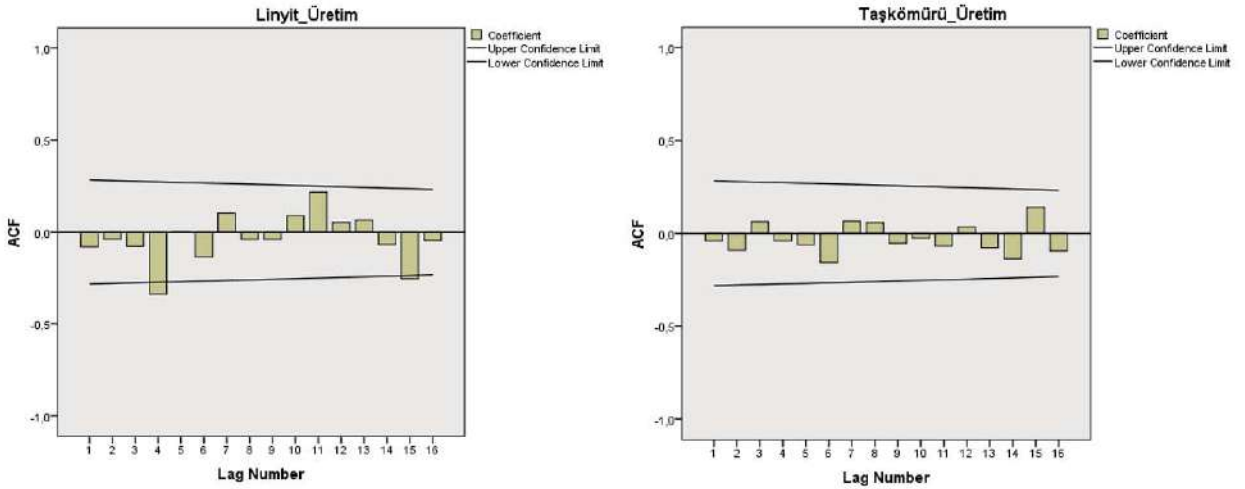 Linyit_Üretim
Coefficient
Upper Confidence Limit
Lower Confidence Limit
1,0
0,5
0,0
-0,5
-1,0
ACF
1 2 3 4 5 6 7 8 9 10 11 12 13 14 15 16
Lag Number
Taşkömürü_Üretim
Coefficient
Upper Confidence Limit
Lower Confidence Limit
1,0
0,5
0,0
-0,5
-1,0
ACF
1 2 3 4 5 6 7 8 9 10 11 12 13 14 15 16
Lag Number